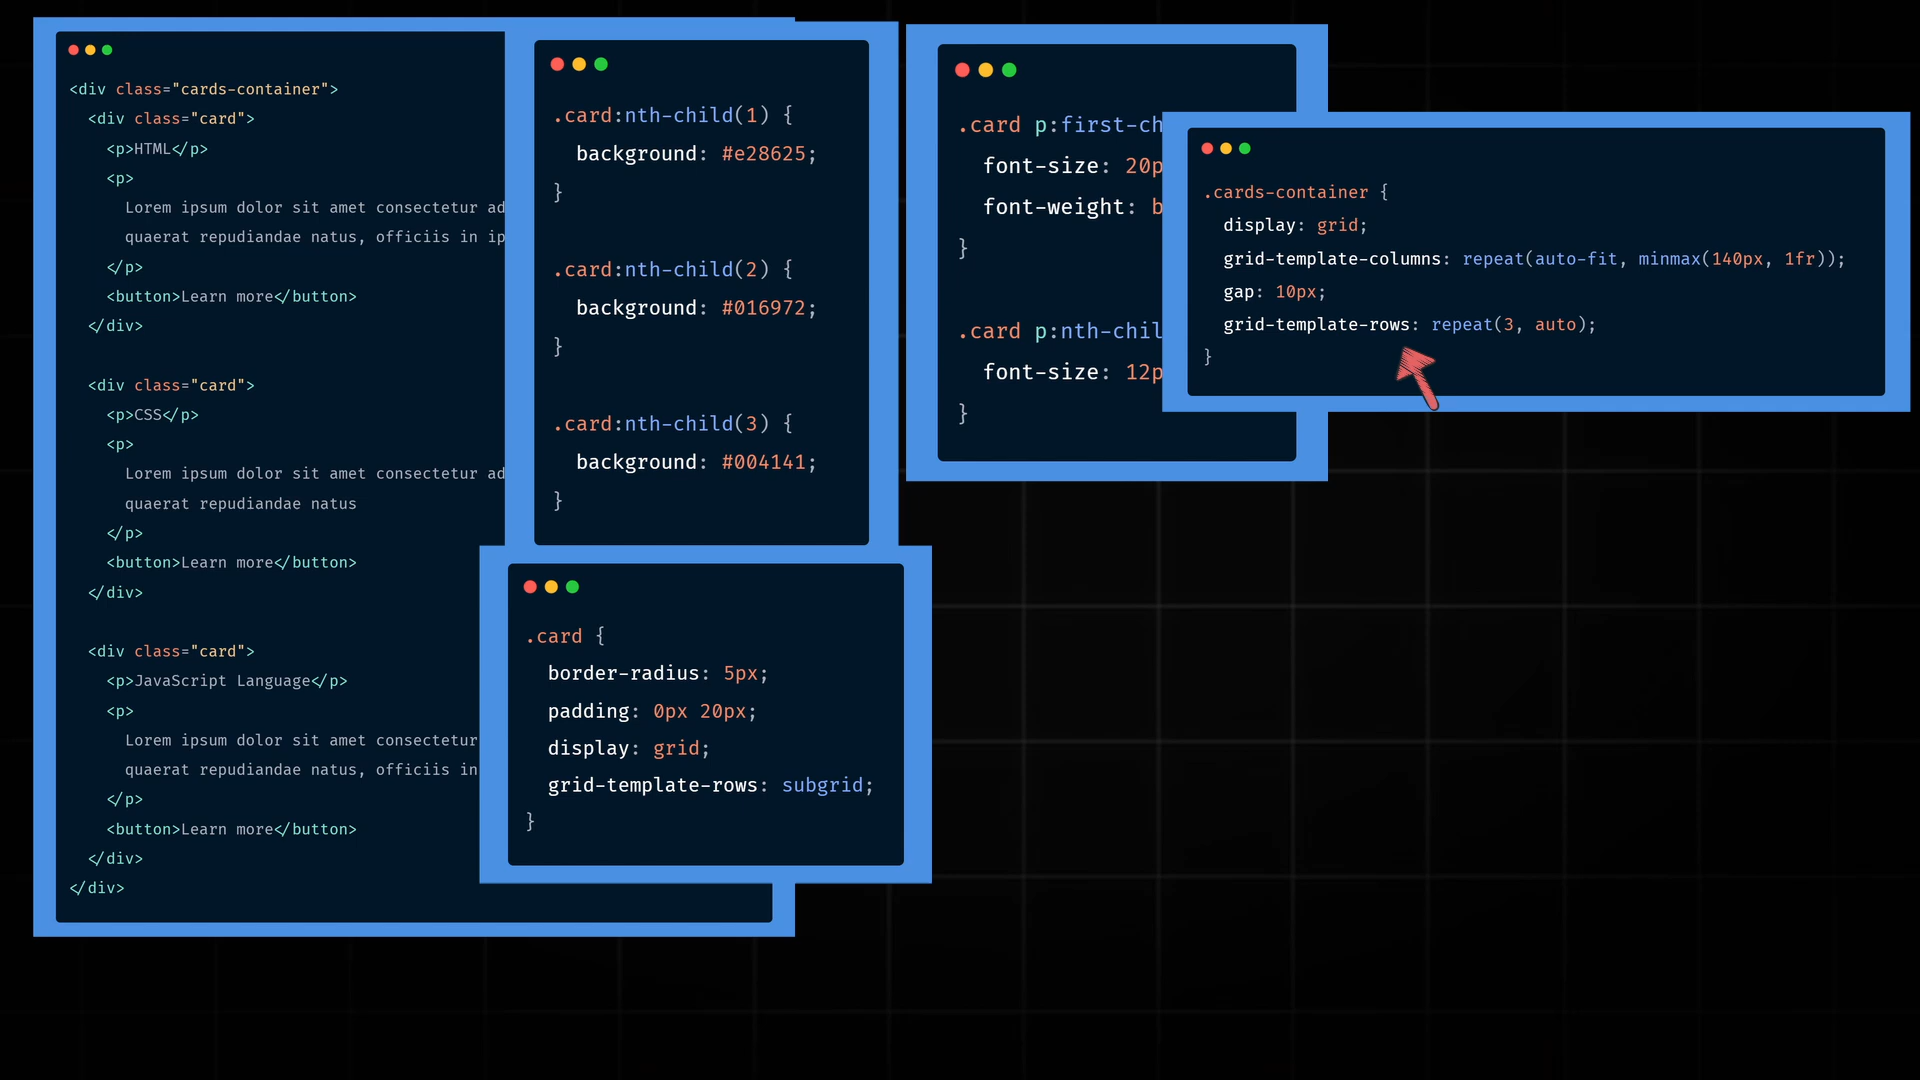 <div class="cards-container">
<div class="card">
<p>HTML</p>
<p>
Lorem ipsum dolor sit amet consectetur ad
quaerat repudiandae natus, officiis in ip
</p>
<button>Learn more</button>
</div>
<div class="card">
<p>CSS</p>
<p>
Lorem ipsum dolor sit amet consectetur ad
quaerat repudiandae natus
</p>
<button>Learn more</button>
</div>
<div class="card">
<p>JavaScript Language</p>
<p>
Lorem ipsum dolor sit amet consectetur
quaerat repudiandae natus, officiis in
</p>
<button>Learn more</button>
</div>
</div>
.card:nth-child(1) {
background: #e28625;
}
.card:nth-child(2) {
background: #016972;
}
.card:nth-child(3) {
background: #004141;
}
.card {
border-radius: 5px;
padding: 0px 20px;
display: grid;
grid-template-rows: subgrid;
}
.card p:first-ch
font-size: 20p
font-weight: b
}
.card p:nth-chil
font-size: 12p
}
.cards-container {
display: grid;
grid-template-columns: repeat(auto-fit, minmax(140px, 1fr));
gap: 10px;
grid-template-rows: repeat(3, auto);
}